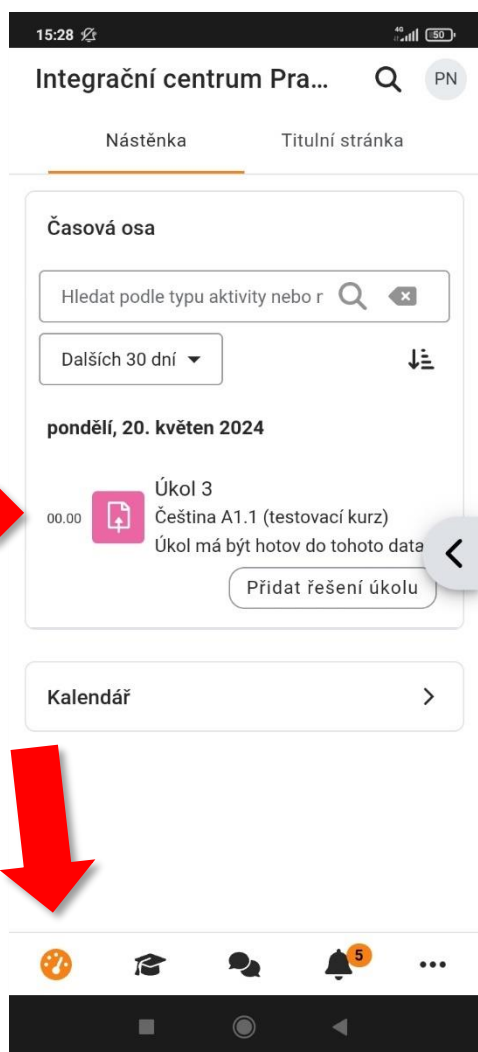 15:28
4G
50
Integrační centrum Pra...
PN
Nástěnka
Titulní stránka
Časová osa
Hledat podle typu aktivity nebo r
Dalších 30 dní
pondělí, 20. květen 2024
Úkol 3
00.00
Čeština A1.1 (testovací kurz)
Úkol má být hotov do tohoto data
Přidat řešení úkolu
Kalendář
5